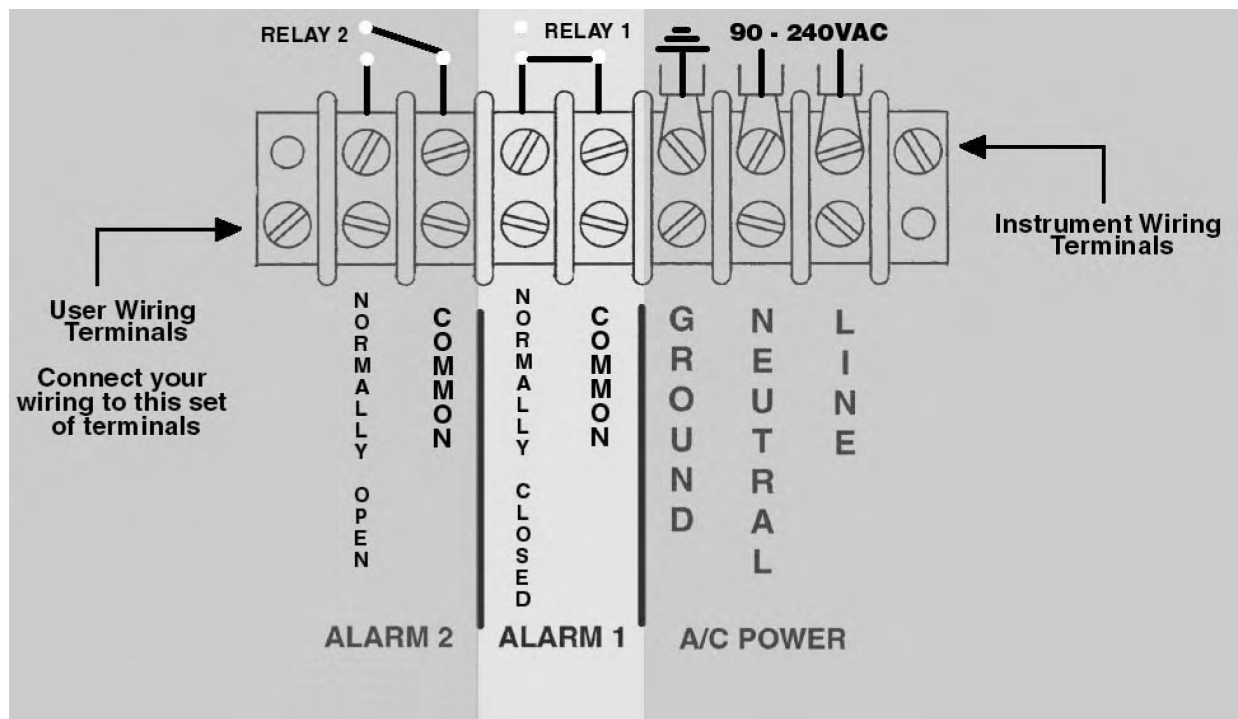 RELAY 2
RELAY 1
90 - 240VAC
Instrument Wiring
Terminals
User Wiring
Terminals
Connect your
wiring to this set
of terminals
NORMALLY OPEN
COMMON
NORMALLY CLOSED
COMMON
GROUND
NEUTRAL
LINE
ALARM 2
ALARM 1
A/C POWER